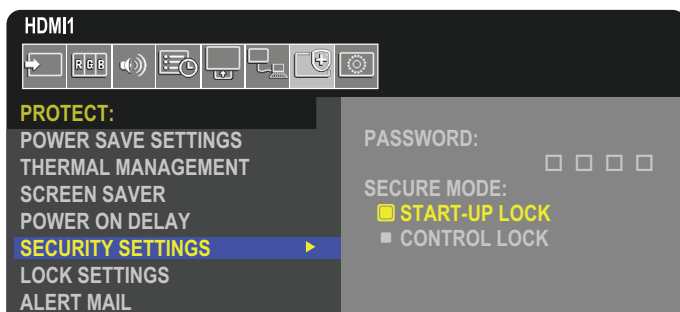 HDMI1
R G B
PROTECT:
POWER SAVE SETTINGS
THERMAL MANAGEMENT
SCREEN SAVER
POWER ON DELAY
SECURITY SETTINGS
LOCK SETTINGS
ALERT MAIL
PASSWORD:
SECURE MODE:
START-UP LOCK
CONTROL LOCK